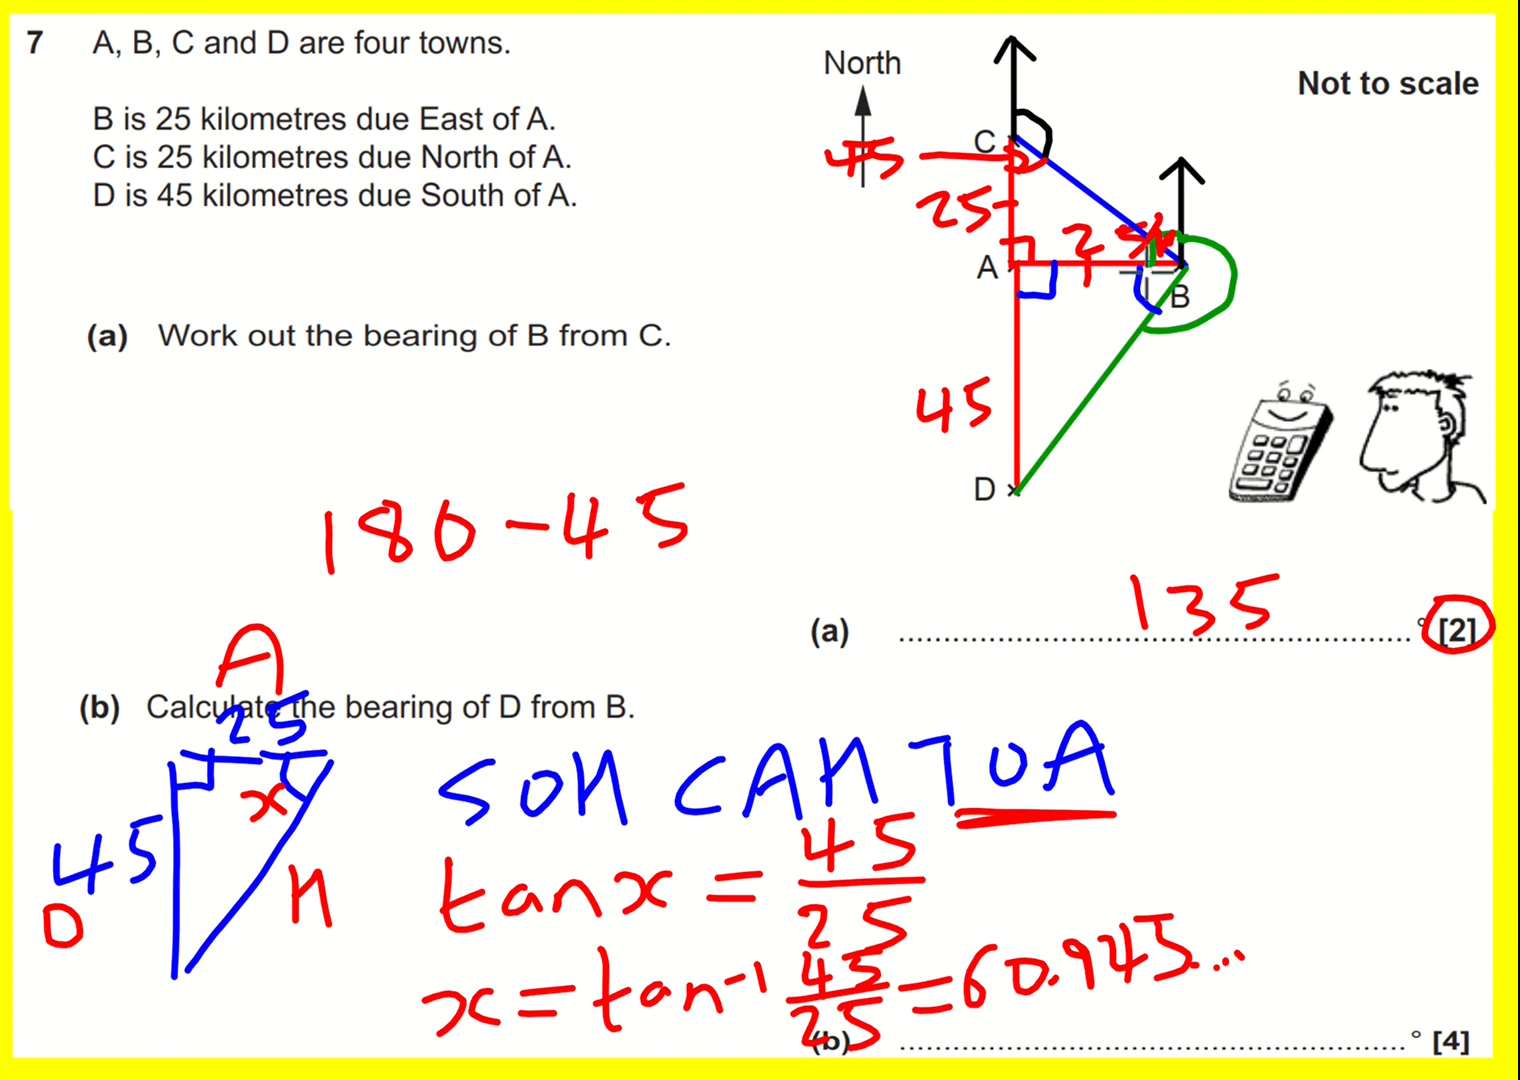 7 A, B, C and D are four towns.
North
Not to scale
B is 25 kilometres due East of A.
C is 25 kilometres due North of A.
D is 45 kilometres due South of A.
C
45
25
25
A
B
(a) Work out the bearing of B from C.
45
D
180-45
135
(a) ° [2]
A
(b) Calculate the bearing of D from B.
25
SOH CAH TOA
x
45
O
H
tan x = 45/25
x = tan⁻¹ 45/25 = 60.945...
(b) ° [4]